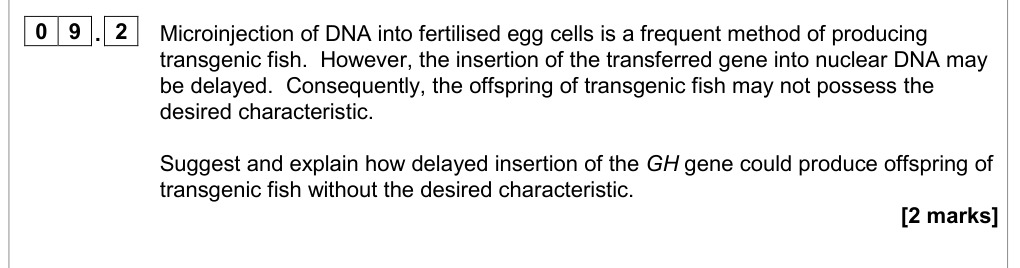 0 9 . 2 Microinjection of DNA into fertilised egg cells is a frequent method of producing
transgenic fish. However, the insertion of the transferred gene into nuclear DNA may
be delayed. Consequently, the offspring of transgenic fish may not possess the
desired characteristic.
Suggest and explain how delayed insertion of the GH gene could produce offspring of
transgenic fish without the desired characteristic.
[2 marks]